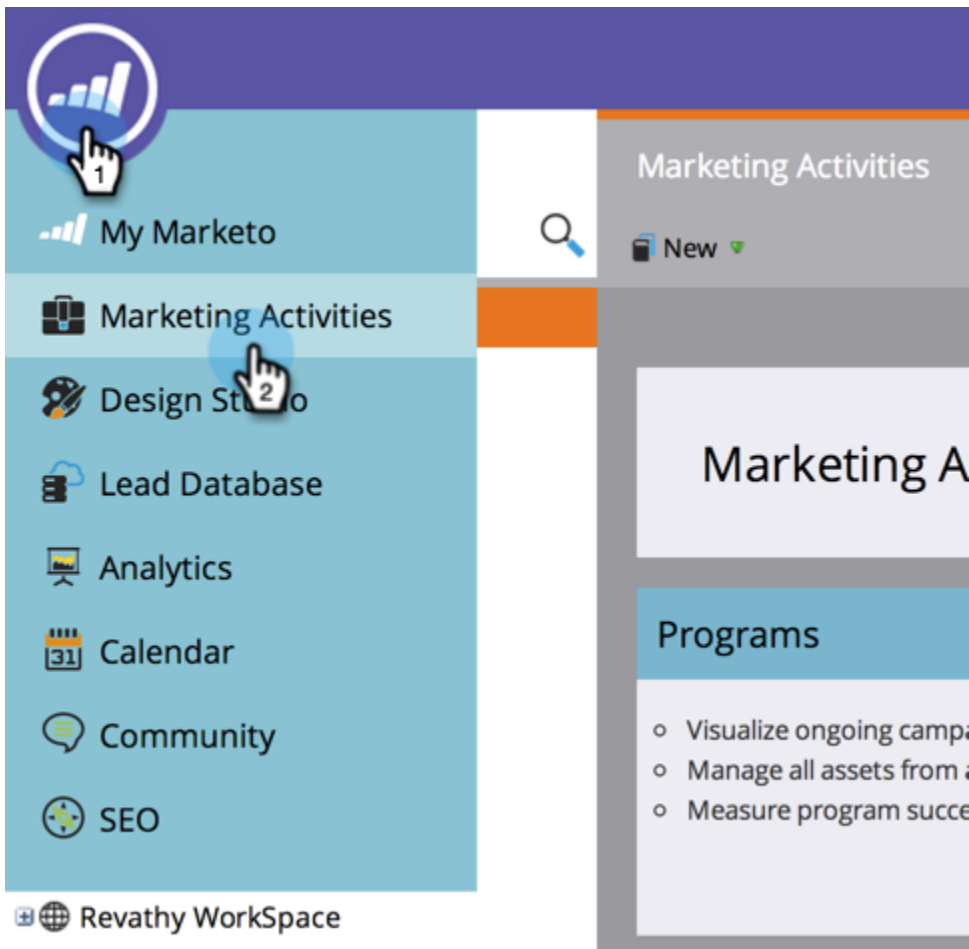 1
My Marketo
Marketing Activities
2
Design Studio
Lead Database
Analytics
31
Calendar
Community
SEO
Revathy WorkSpace
Marketing Activities
New
Marketing A
Programs
Visualize ongoing campa
Manage all assets from a
Measure program succe